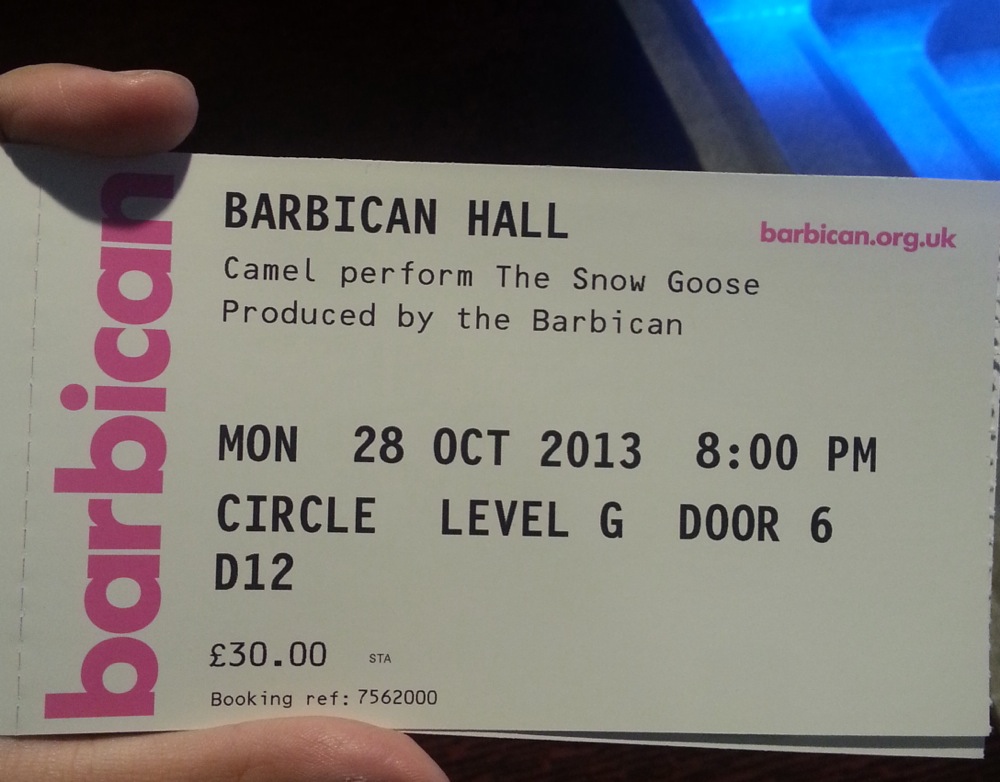 barbican
BARBICAN HALL
barbican.org.uk
Camel perform The Snow Goose
Produced by the Barbican
MON 28 OCT 2013 8:00 PM
CIRCLE LEVEL G DOOR 6
D12
£30.00 STA
Booking ref: 7562000